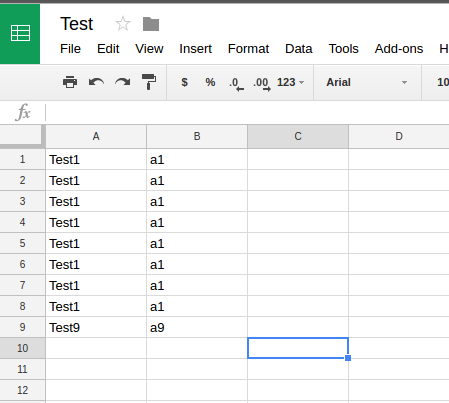 Test
File Edit View Insert Format Data Tools Add-ons H
$ % .0 .00 123 Arial 10
fx
A B C D
1 Test1 a1
2 Test1 a1
3 Test1 a1
4 Test1 a1
5 Test1 a1
6 Test1 a1
7 Test1 a1
8 Test1 a1
9 Test9 a9
10
11
12